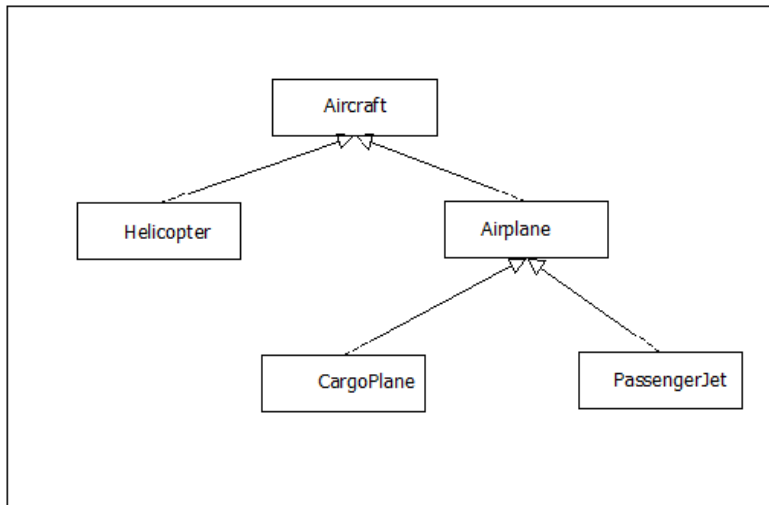 Aircraft
Helicopter
Airplane
CargoPlane
PassengerJet